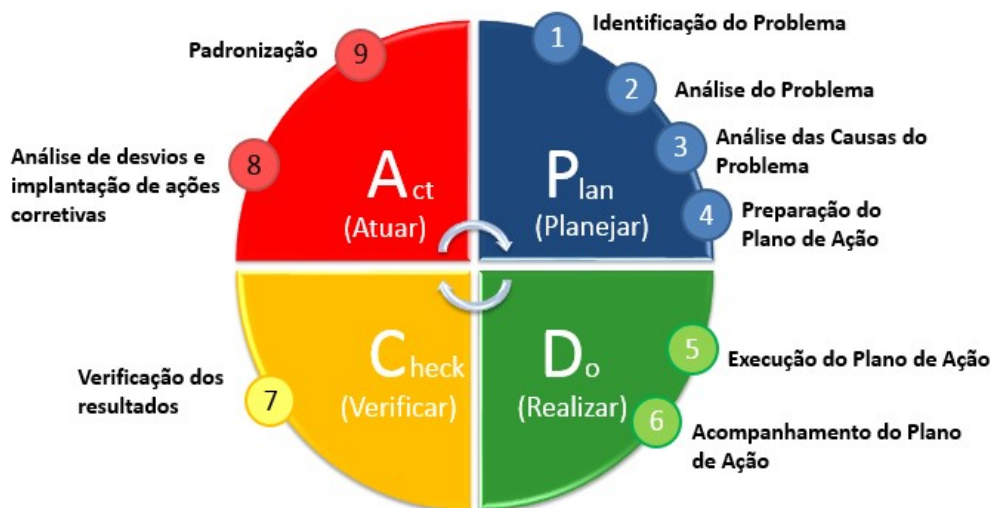 1
Identificação do Problema
2
Análise do Problema
3
Análise das Causas do
Problema
4
Preparação do
Plano de Ação
Plan
(Planejar)
5
Execução do Plano de Ação
6
Acompanhamento do Plano
de Ação
Do
(Realizar)
7
Verificação dos
resultados
Check
(Verificar)
8
Análise de desvios e
implantação de ações
corretivas
9
Padronização
Act
(Atuar)